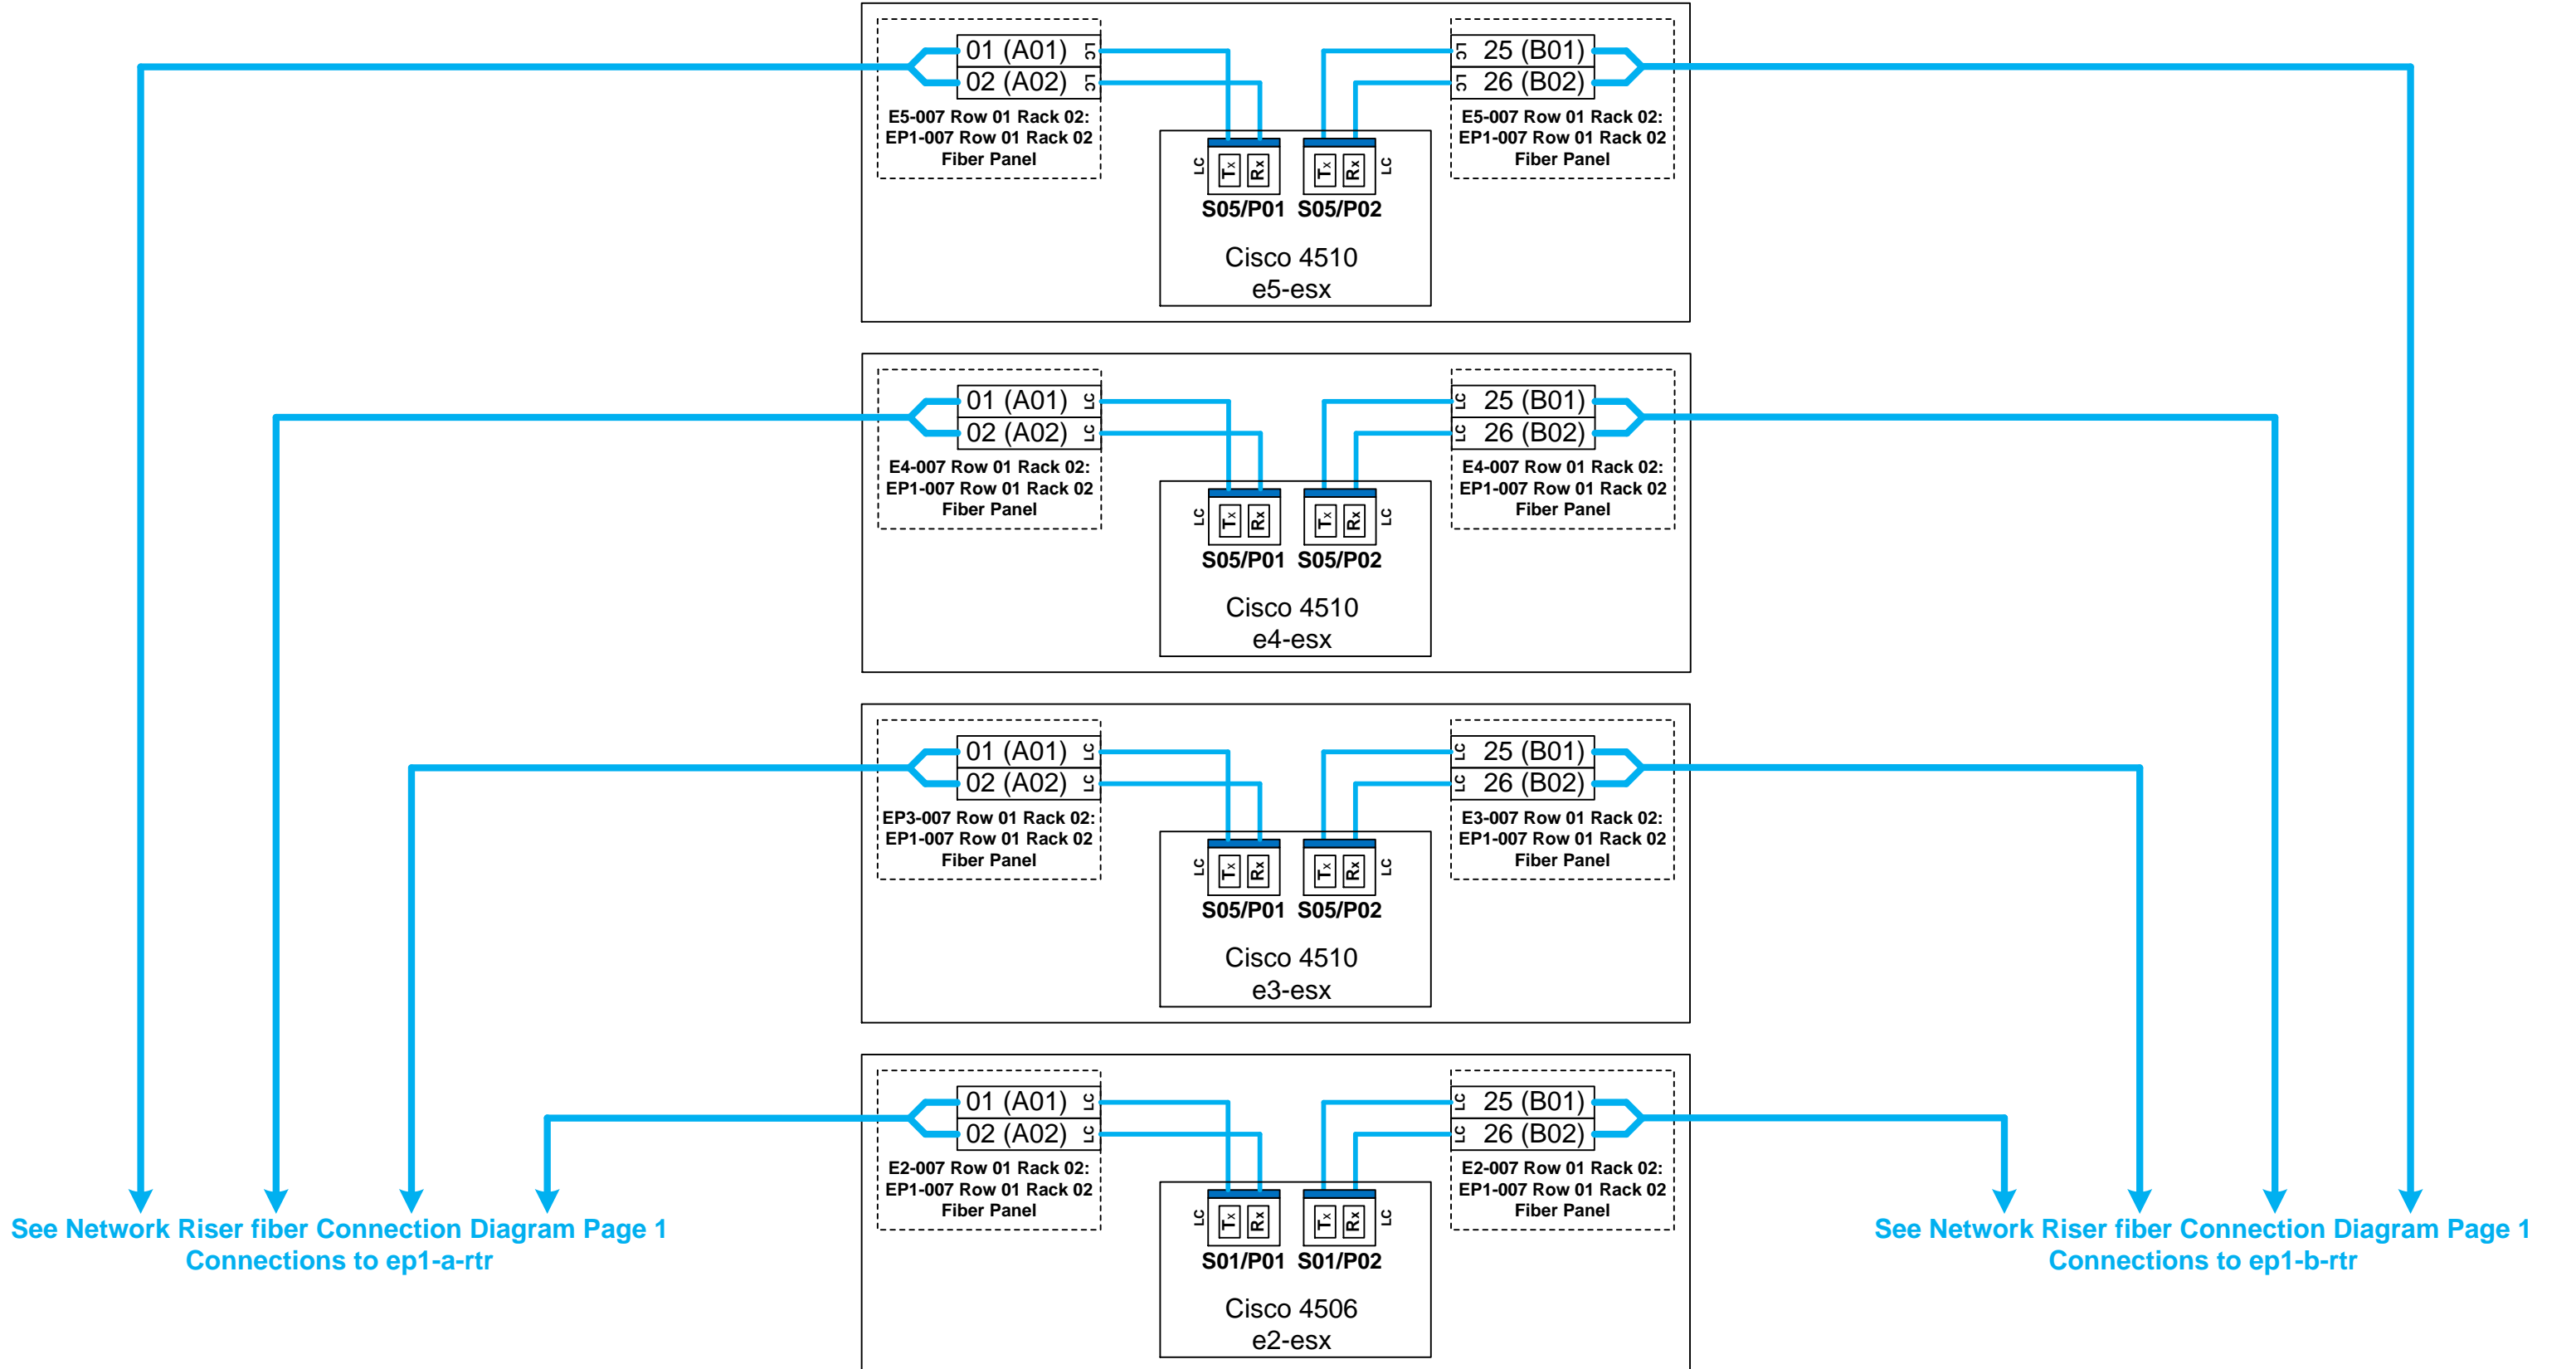 01 (A01) LC
02 (A02) LC
E5-007 Row 01 Rack 02:
EP1-007 Row 01 Rack 02
Fiber Panel
LC 25 (B01)
LC 26 (B02)
E5-007 Row 01 Rack 02:
EP1-007 Row 01 Rack 02
Fiber Panel
LC Tx Rx Tx Rx LC
S05/P01 S05/P02
Cisco 4510
e5-esx
01 (A01) LC
02 (A02) LC
E4-007 Row 01 Rack 02:
EP1-007 Row 01 Rack 02
Fiber Panel
LC 25 (B01)
LC 26 (B02)
E4-007 Row 01 Rack 02:
EP1-007 Row 01 Rack 02
Fiber Panel
LC Tx Rx Tx Rx LC
S05/P01 S05/P02
Cisco 4510
e4-esx
01 (A01) LC
02 (A02) LC
EP3-007 Row 01 Rack 02:
EP1-007 Row 01 Rack 02
Fiber Panel
LC 25 (B01)
LC 26 (B02)
E3-007 Row 01 Rack 02:
EP1-007 Row 01 Rack 02
Fiber Panel
LC Tx Rx Tx Rx LC
S05/P01 S05/P02
Cisco 4510
e3-esx
01 (A01) LC
02 (A02) LC
E2-007 Row 01 Rack 02:
EP1-007 Row 01 Rack 02
Fiber Panel
LC 25 (B01)
LC 26 (B02)
E2-007 Row 01 Rack 02:
EP1-007 Row 01 Rack 02
Fiber Panel
LC Tx Rx Tx Rx LC
S01/P01 S01/P02
Cisco 4506
e2-esx
See Network Riser fiber Connection Diagram Page 1
Connections to ep1-a-rtr
See Network Riser fiber Connection Diagram Page 1
Connections to ep1-b-rtr